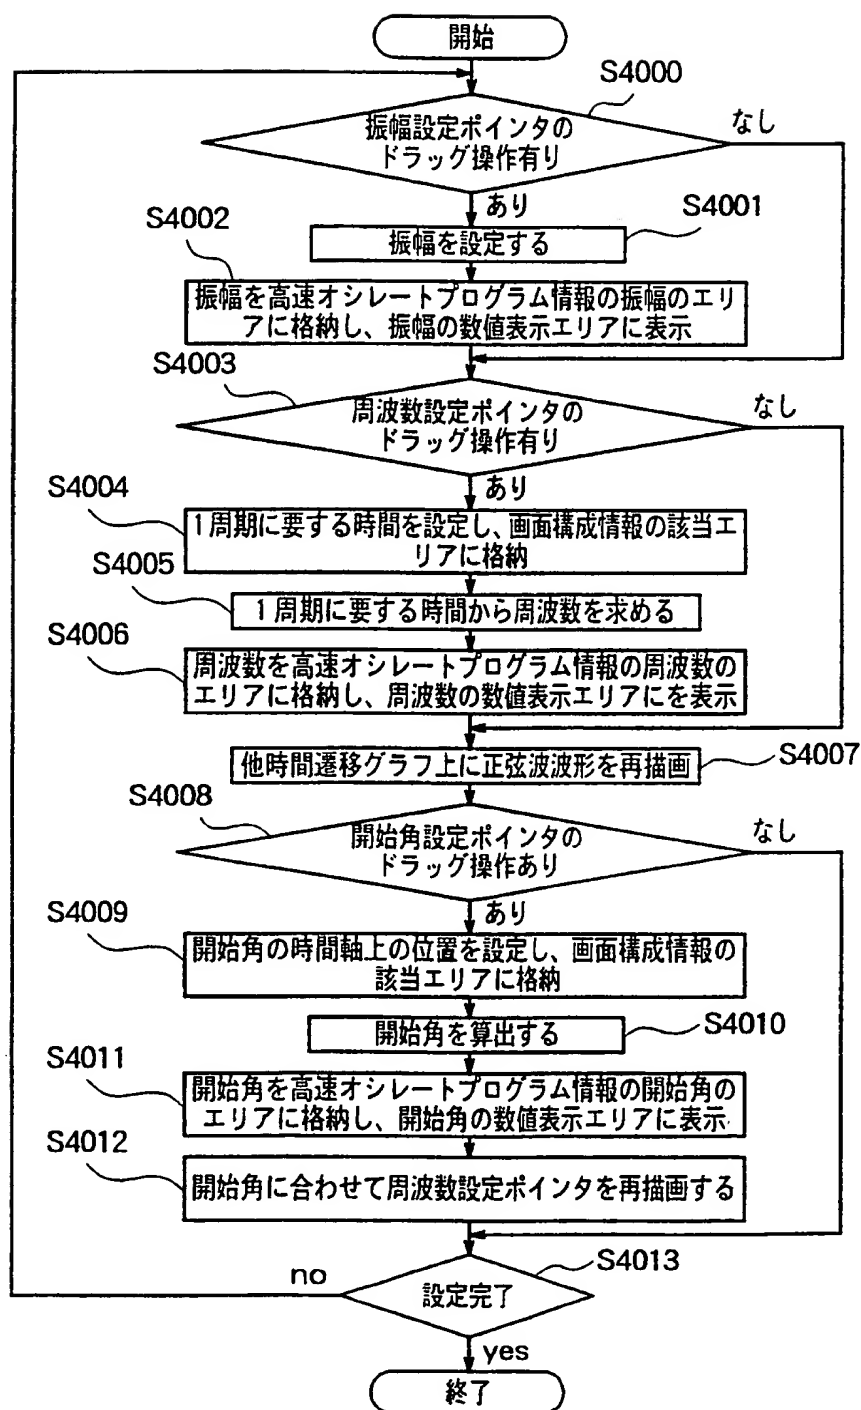 開始
S4000
振幅設定ポインタの
ドラッグ操作有り
なし
あり
S4001
振幅を設定する
S4002
振幅を高速オシレートプログラム情報の振幅のエリ
アに格納し、振幅の数値表示エリアに表示
S4003
周波数設定ポインタの
ドラッグ操作有り
なし
あり
S4004
1周期に要する時間を設定し、画面構成情報の該当エ
リアに格納
S4005
1周期に要する時間から周波数を求める
S4006
周波数を高速オシレートプログラム情報の周波数の
エリアに格納し、周波数の数値表示エリアにを表示
他時間遷移グラフ上に正弦波波形を再描画
S4007
S4008
開始角設定ポインタの
ドラッグ操作あり
なし
あり
S4009
開始角の時間軸上の位置を設定し、画面構成情報の
該当エリアに格納
開始角を算出する
S4010
S4011
開始角を高速オシレートプログラム情報の開始角の
エリアに格納し、開始角の数値表示エリアに表示
S4012
開始角に合わせて周波数設定ポインタを再描画する
S4013
設定完了
no
yes
終了